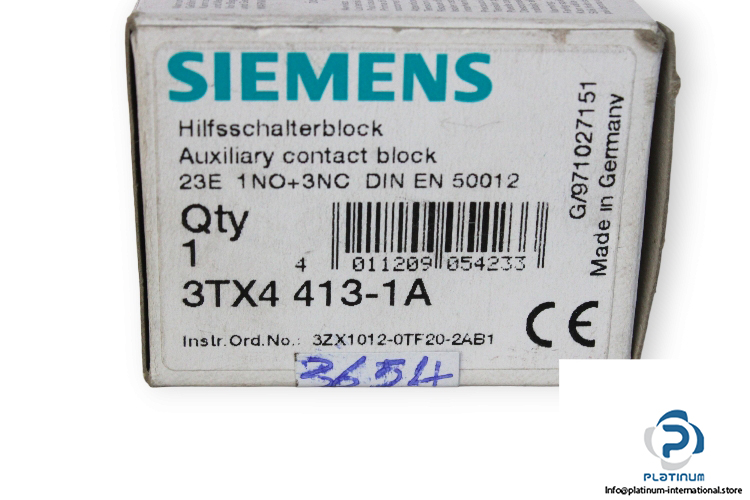 SIEMENS
Hilfsschalterblock
Auxiliary contact block
23E 1NO+3NC DIN EN 50012
Qty
1
4 011209 054233
3TX4 413-1A
Instr.Ord.No.: 3ZX1012-0TF20-2AB1
CE
G/971027151
Made in Germany
3654
PLATINUM
Info@platinum-international.store